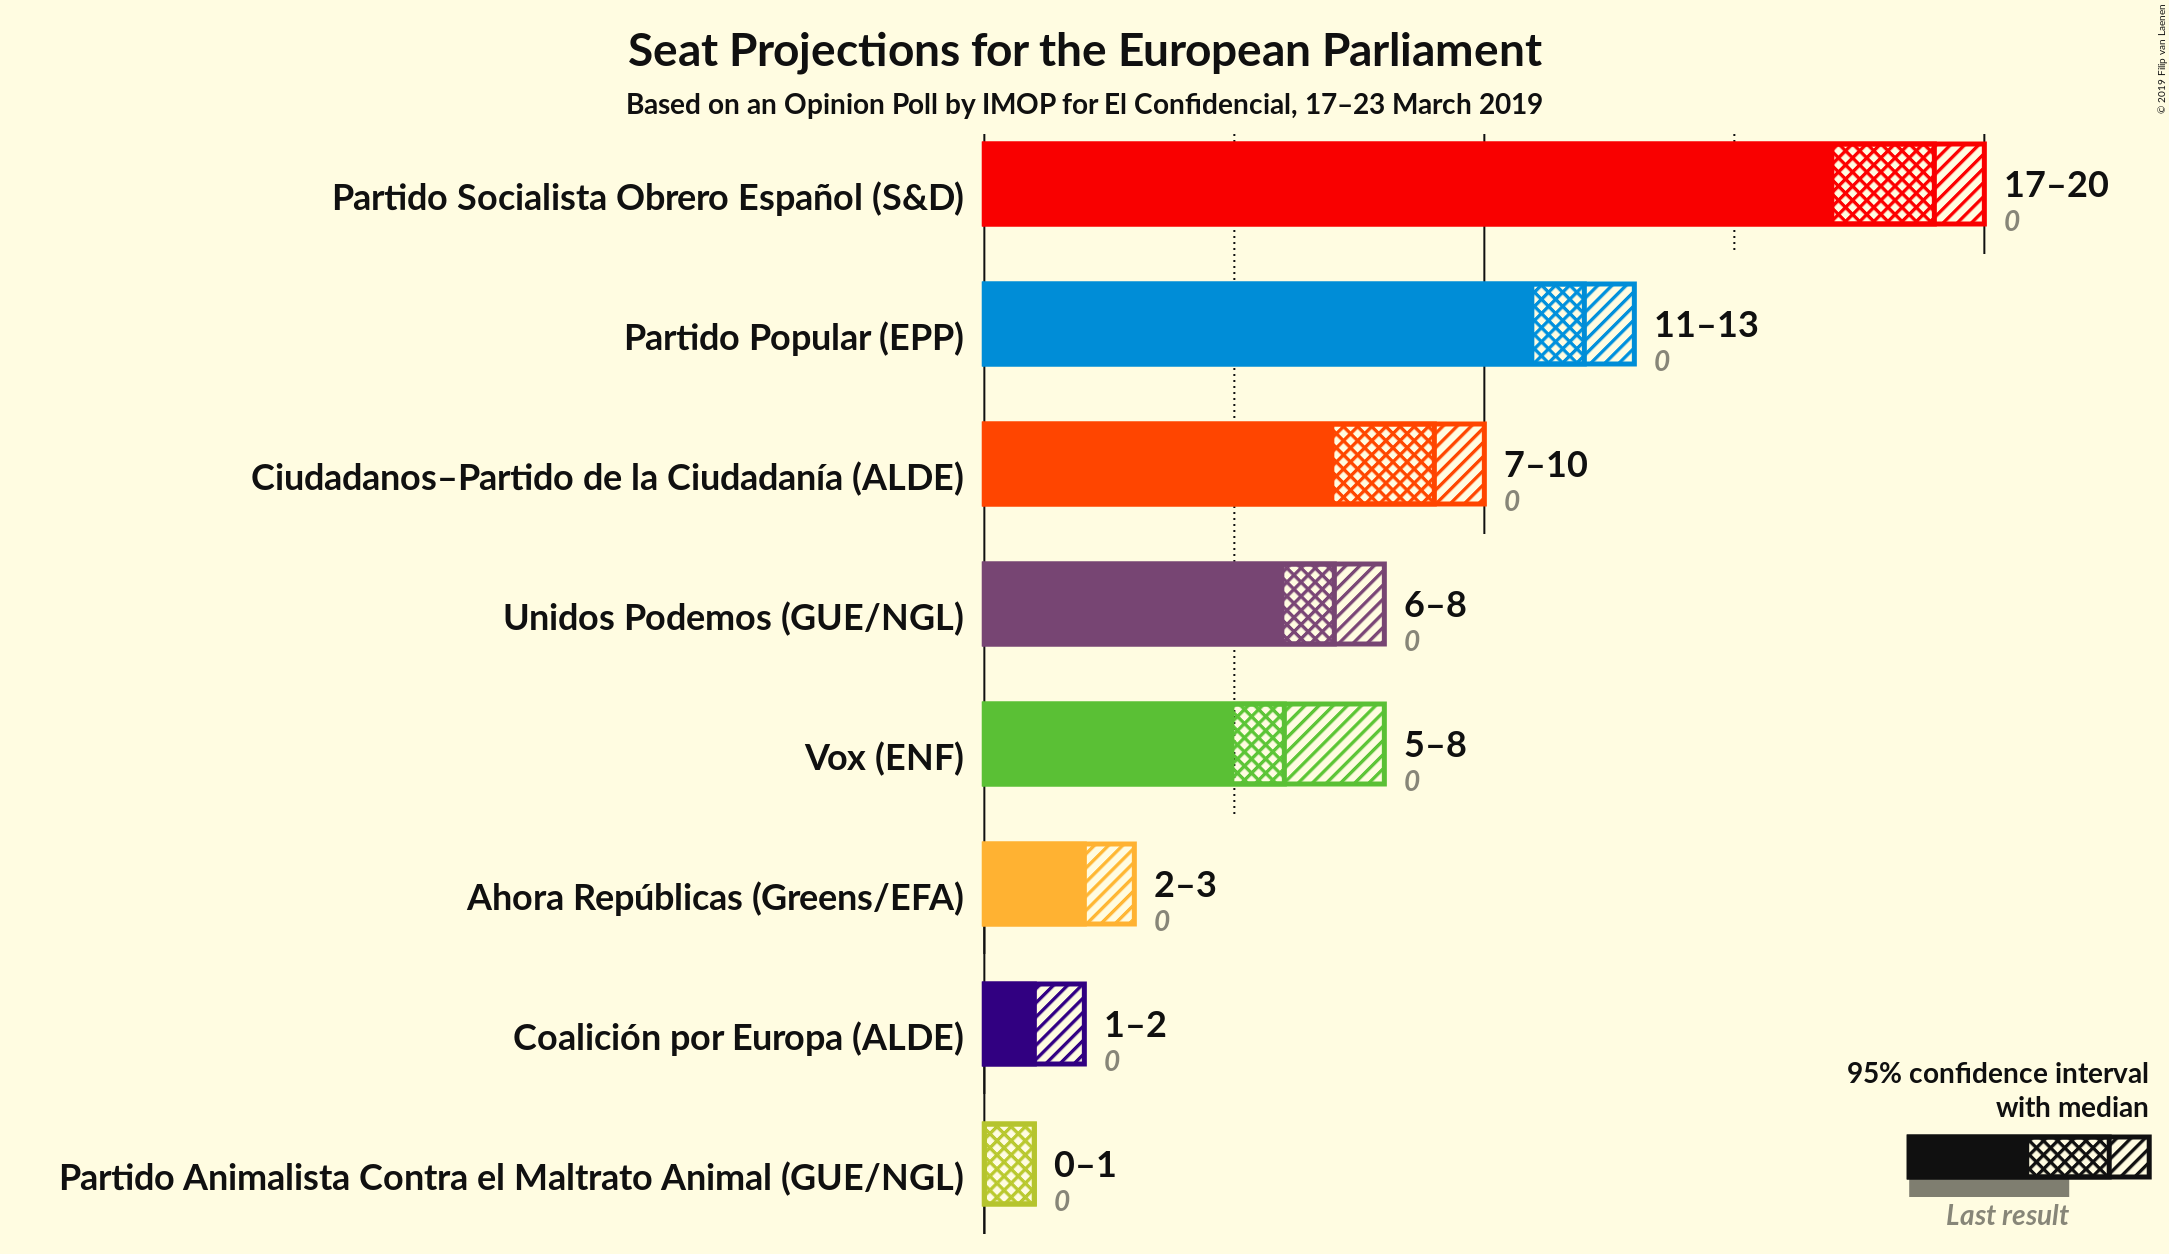 Seat Projections for the European Parliament
Based on an Opinion Poll by IMOP for El Confidencial, 17–23 March 2019
© 2019 Filip van Laenen
Partido Socialista Obrero Español (S&D)
17–20
0
Partido Popular (EPP)
11–13
0
Ciudadanos–Partido de la Ciudadanía (ALDE)
7–10
0
Unidos Podemos (GUE/NGL)
6–8
0
Vox (ENF)
5–8
0
Ahora Repúblicas (Greens/EFA)
2–3
0
Coalición por Europa (ALDE)
1–2
0
Partido Animalista Contra el Maltrato Animal (GUE/NGL)
0–1
0
95% confidence interval
with median
Last result